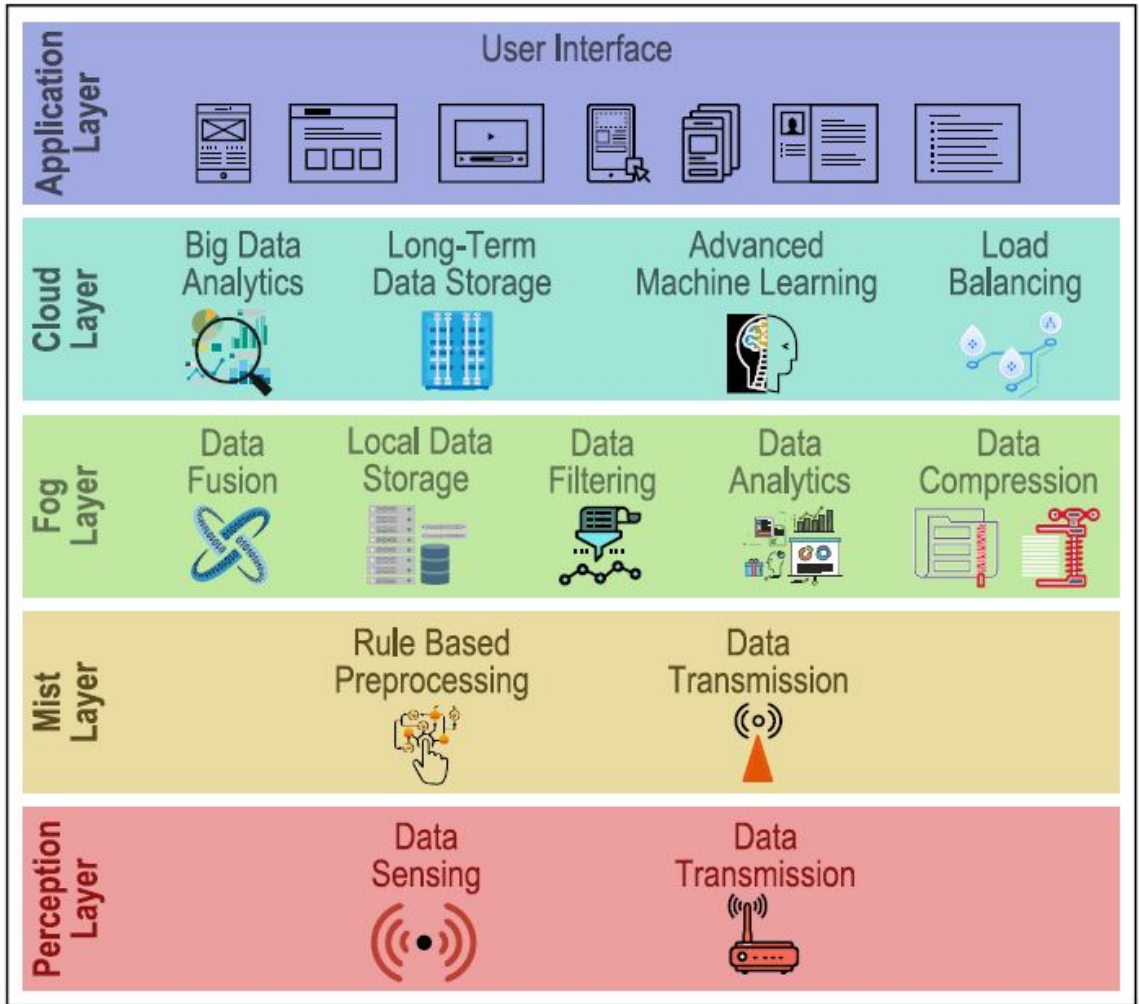 Application
Layer
User Interface
Cloud
Layer
Big Data
Analytics
Long-Term
Data Storage
Advanced
Machine Learning
Load
Balancing
Fog
Layer
Data
Fusion
Local Data
Storage
Data
Filtering
Data
Analytics
Data
Compression
Mist
Layer
Rule Based
Preprocessing
Data
Transmission
Perception
Layer
Data
Sensing
Data
Transmission